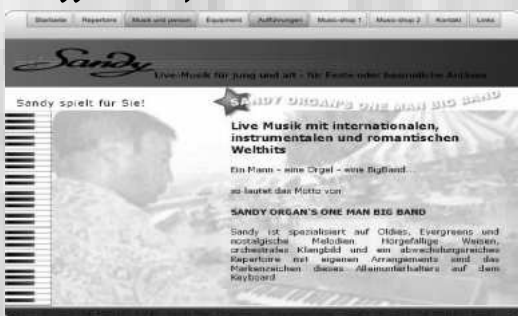 Startseite Repertoire Musik und person Equipment Aufführungen Music-shop 1 Music-shop 2 Kontakt Links
Sandy
Live-Musik für jung und alt - für Feste oder besondliche Anlässe
Sandy spielt für Sie!
SANDY ORGAN'S ONE MAN BIG BAND
Live Musik mit internationalen,
instrumentalen und romantischen
Welthits
Ein Mann - eine Orgel - eine BigBand...
so lautet das Motto von
SANDY ORGAN'S ONE MAN BIG BAND
Sandy ist spezialisiert auf Oldies, Evergreens und
nostalgische Melodien. Hörgefällige Weisen,
orchestrales Klangbild und ein abwechslungsreiches
Repertoire mit eigenen Arrangements sind das
Markenzeichen dieses Alleinunterhalters auf dem
Keyboard